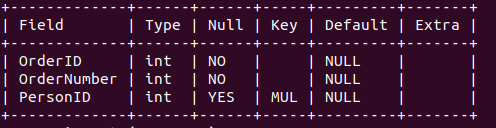 +-------------+------+------+-----+---------+-------+
| Field       | Type | Null | Key | Default | Extra |
+-------------+------+------+-----+---------+-------+
| OrderID     | int  | NO   |     | NULL    |       |
| OrderNumber | int  | NO   |     | NULL    |       |
| PersonID    | int  | YES  | MUL | NULL    |       |
+-------------+------+------+-----+---------+-------+